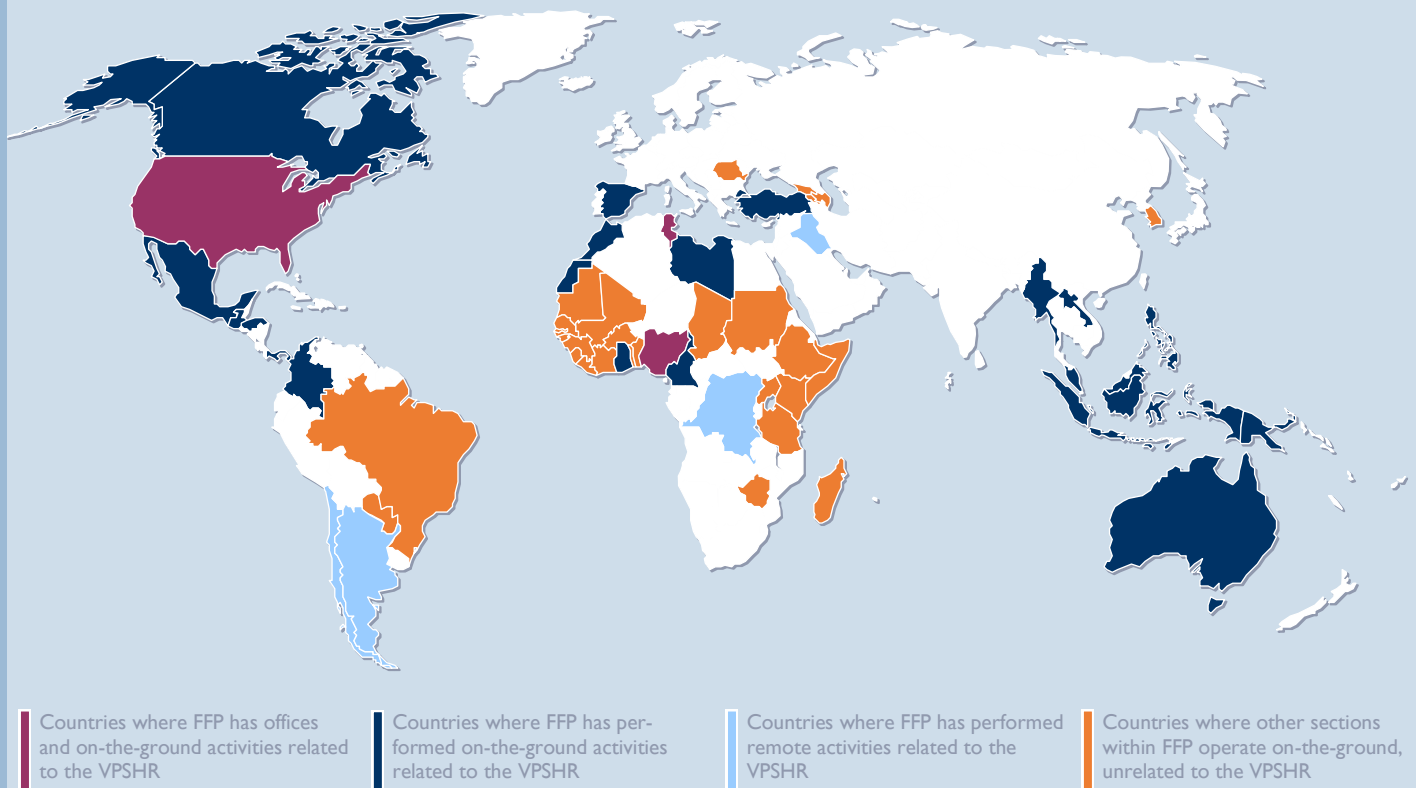 Countries where FFP has offices
and on-the-ground activities related
to the VPSHR
Countries where FFP has per-
formed on-the-ground activities
related to the VPSHR
Countries where FFP has performed
remote activities related to the
VPSHR
Countries where other sections
within FFP operate on-the-ground,
unrelated to the VPSHR